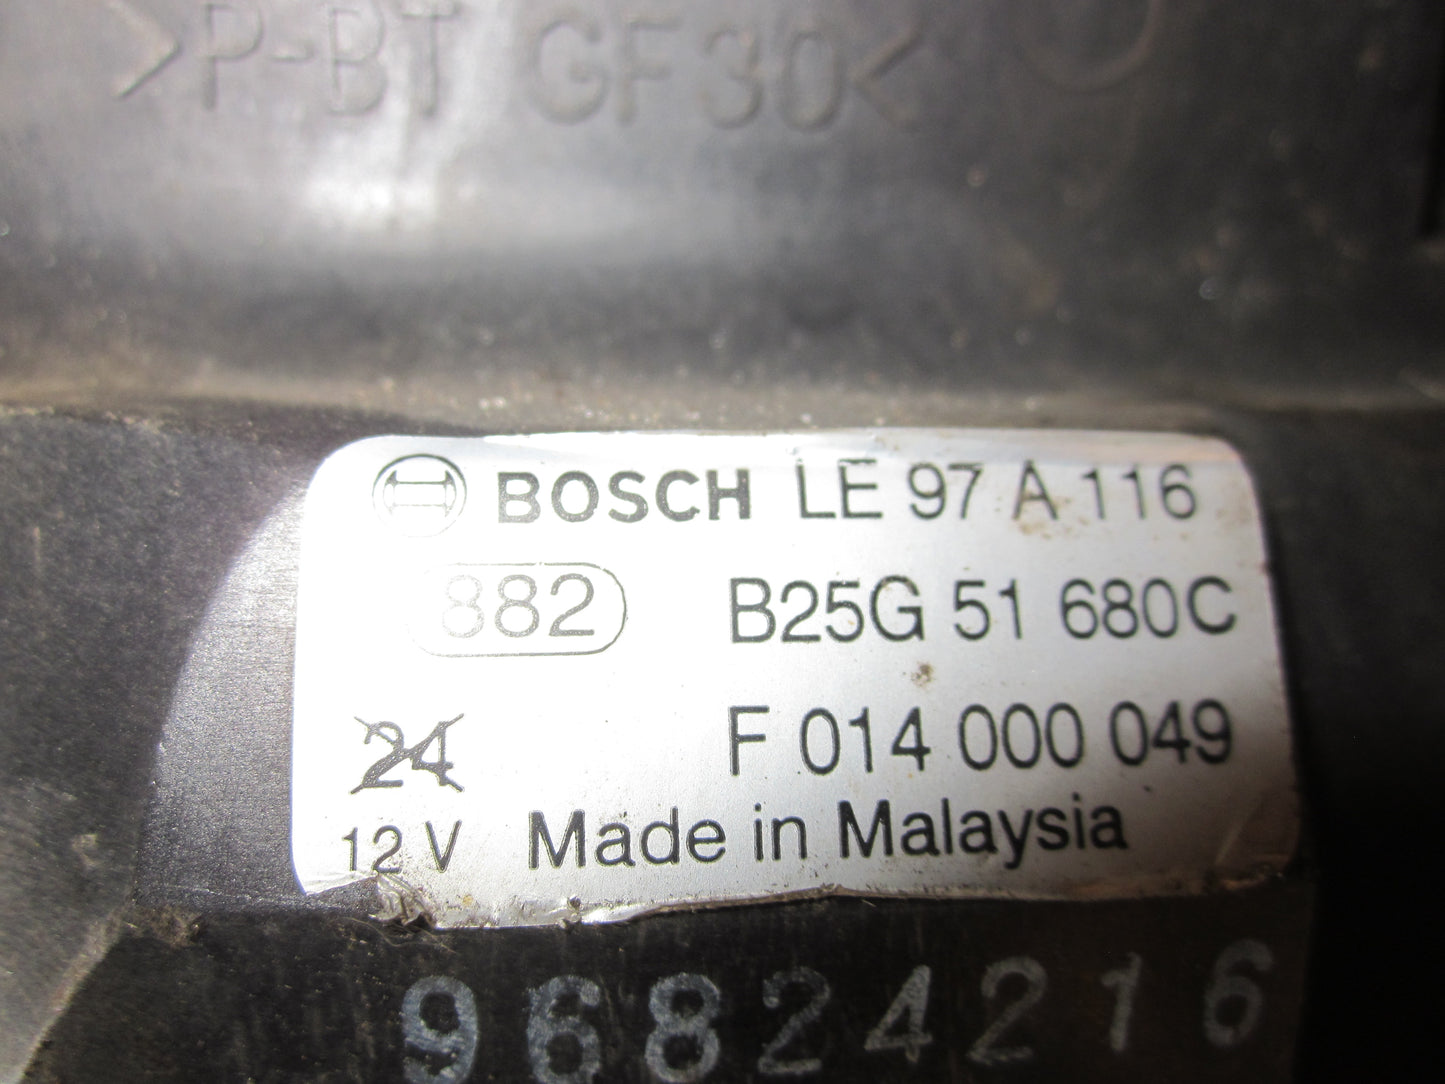 >P-BT GF30<
BOSCH LE 97 A 116
882 B25G 51 680C
24 F 014 000 049
12 V Made in Malaysia
96824216